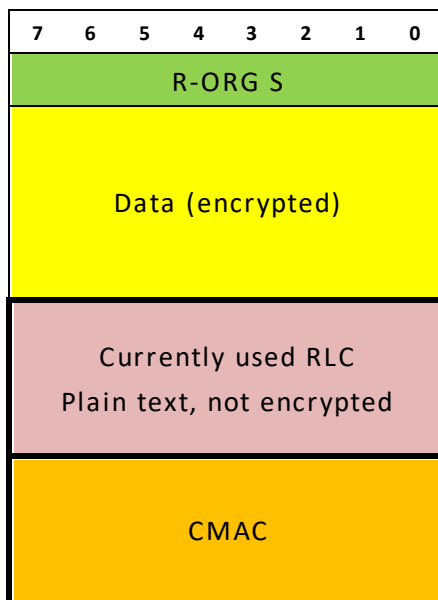 7 6 5 4 3 2 1 0
R-ORG S
Data (encrypted)
Currently used RLC
Plain text, not encrypted
CMAC